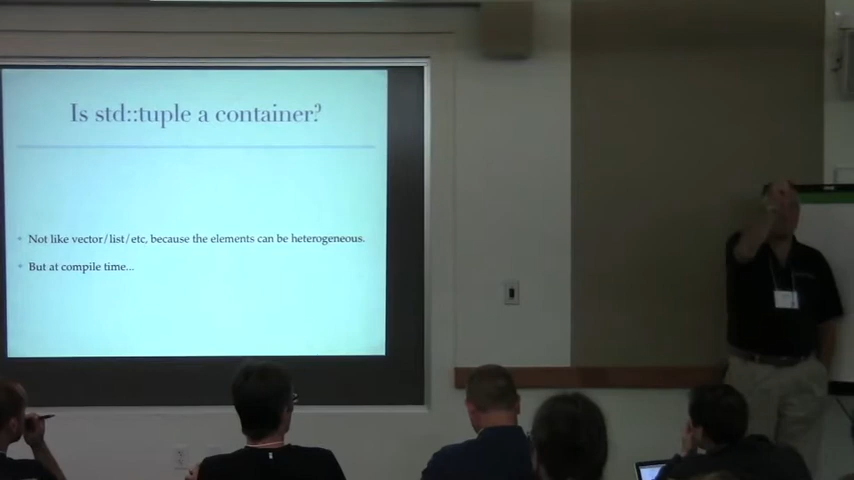 Is std::tuple a container?
Not like vector/list/etc, because the elements can be heterogeneous.
But at compile time...